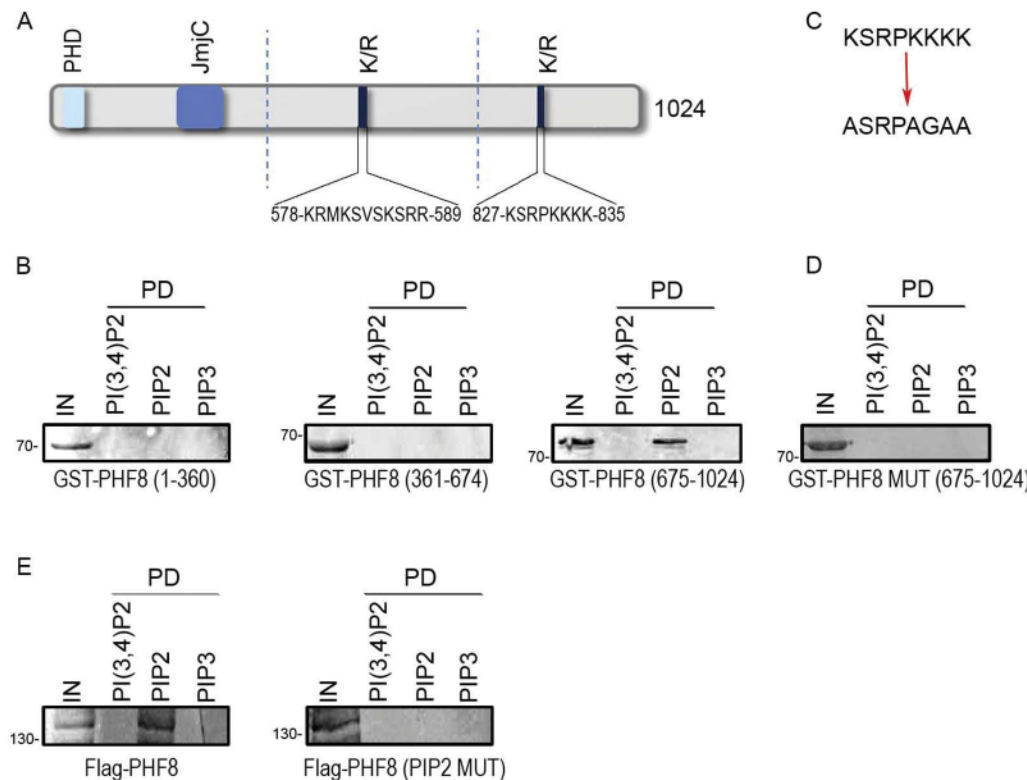 A
PHD
JmjC
K/R
K/R
1024
578-KRMKSVSKSRR-589
827-KSRPKKKK-835
C
KSRPKKKK
ASRPAGAA
B
PD
IN
PI(3,4)P2
PIP2
PIP3
70-
GST-PHF8 (1-360)
PD
IN
PI(3,4)P2
PIP2
PIP3
70-
GST-PHF8 (361-674)
PD
IN
PI(3,4)P2
PIP2
PIP3
70-
GST-PHF8 (675-1024)
D
PD
IN
PI(3,4)P2
PIP2
PIP3
70-
GST-PHF8 MUT (675-1024)
E
PD
IN
PI(3,4)P2
PIP2
PIP3
130-
Flag-PHF8
PD
IN
PI(3,4)P2
PIP2
PIP3
130-
Flag-PHF8 (PIP2 MUT)